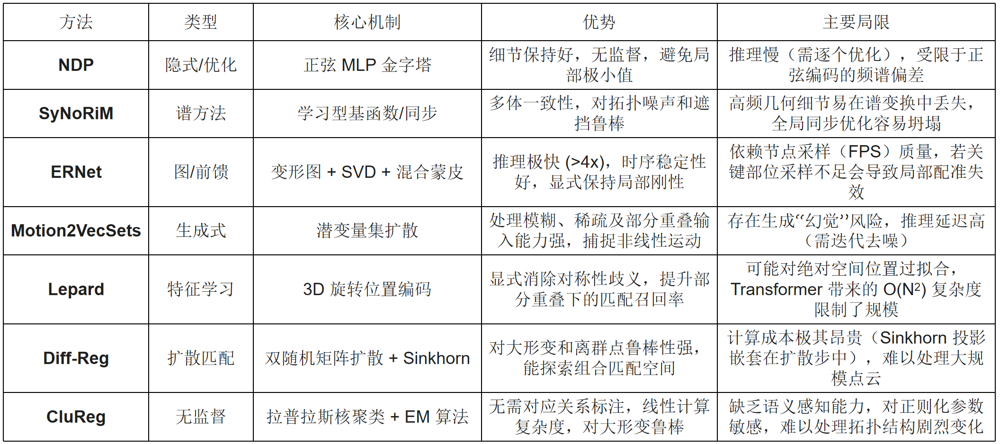 方法 类型 核心机制 优势 主要局限
NDP 隐式/优化 正弦 MLP 金字塔
细节保持好，无监督，避免局
部极小值
推理慢（需逐个优化），受限于正
弦编码的频谱偏差
SyNoRiM 谱方法 学习型基函数/同步
多体一致性，对拓扑噪声和遮
挡鲁棒
高频几何细节易在谱变换中丢失，
全局同步优化容易坍塌
ERNet 图/前馈 变形图 + SVD + 混合蒙皮
推理极快 (>4x)，时序稳定性
好，显式保持局部刚性
依赖节点采样（FPS）质量，若关
键部位采样不足会导致局部配准失
效
Motion2VecSets 生成式 潜变量集扩散
处理模糊、稀疏及部分重叠输
入能力强，捕捉非线性运动
存在生成“幻觉”风险，推理延迟高
（需迭代去噪）
Lepard 特征学习 3D 旋转位置编码
显式消除对称性歧义，提升部
分重叠下的匹配召回率
可能对绝对空间位置过拟合，
Transformer 带来的 O(N²) 复杂度
限制了规模
Diff-Reg 扩散匹配 双随机矩阵扩散 + Sinkhorn
对大形变和离群点鲁棒性强，
能探索组合匹配空间
计算成本极其昂贵（Sinkhorn 投影
嵌套在扩散步中），难以处理大规
模点云
CluReg 无监督 拉普拉斯核聚类 + EM 算法
无需对应关系标注，线性计算
复杂度，对大形变鲁棒
缺乏语义感知能力，对正则化参数
敏感，难以处理拓扑结构剧烈变化